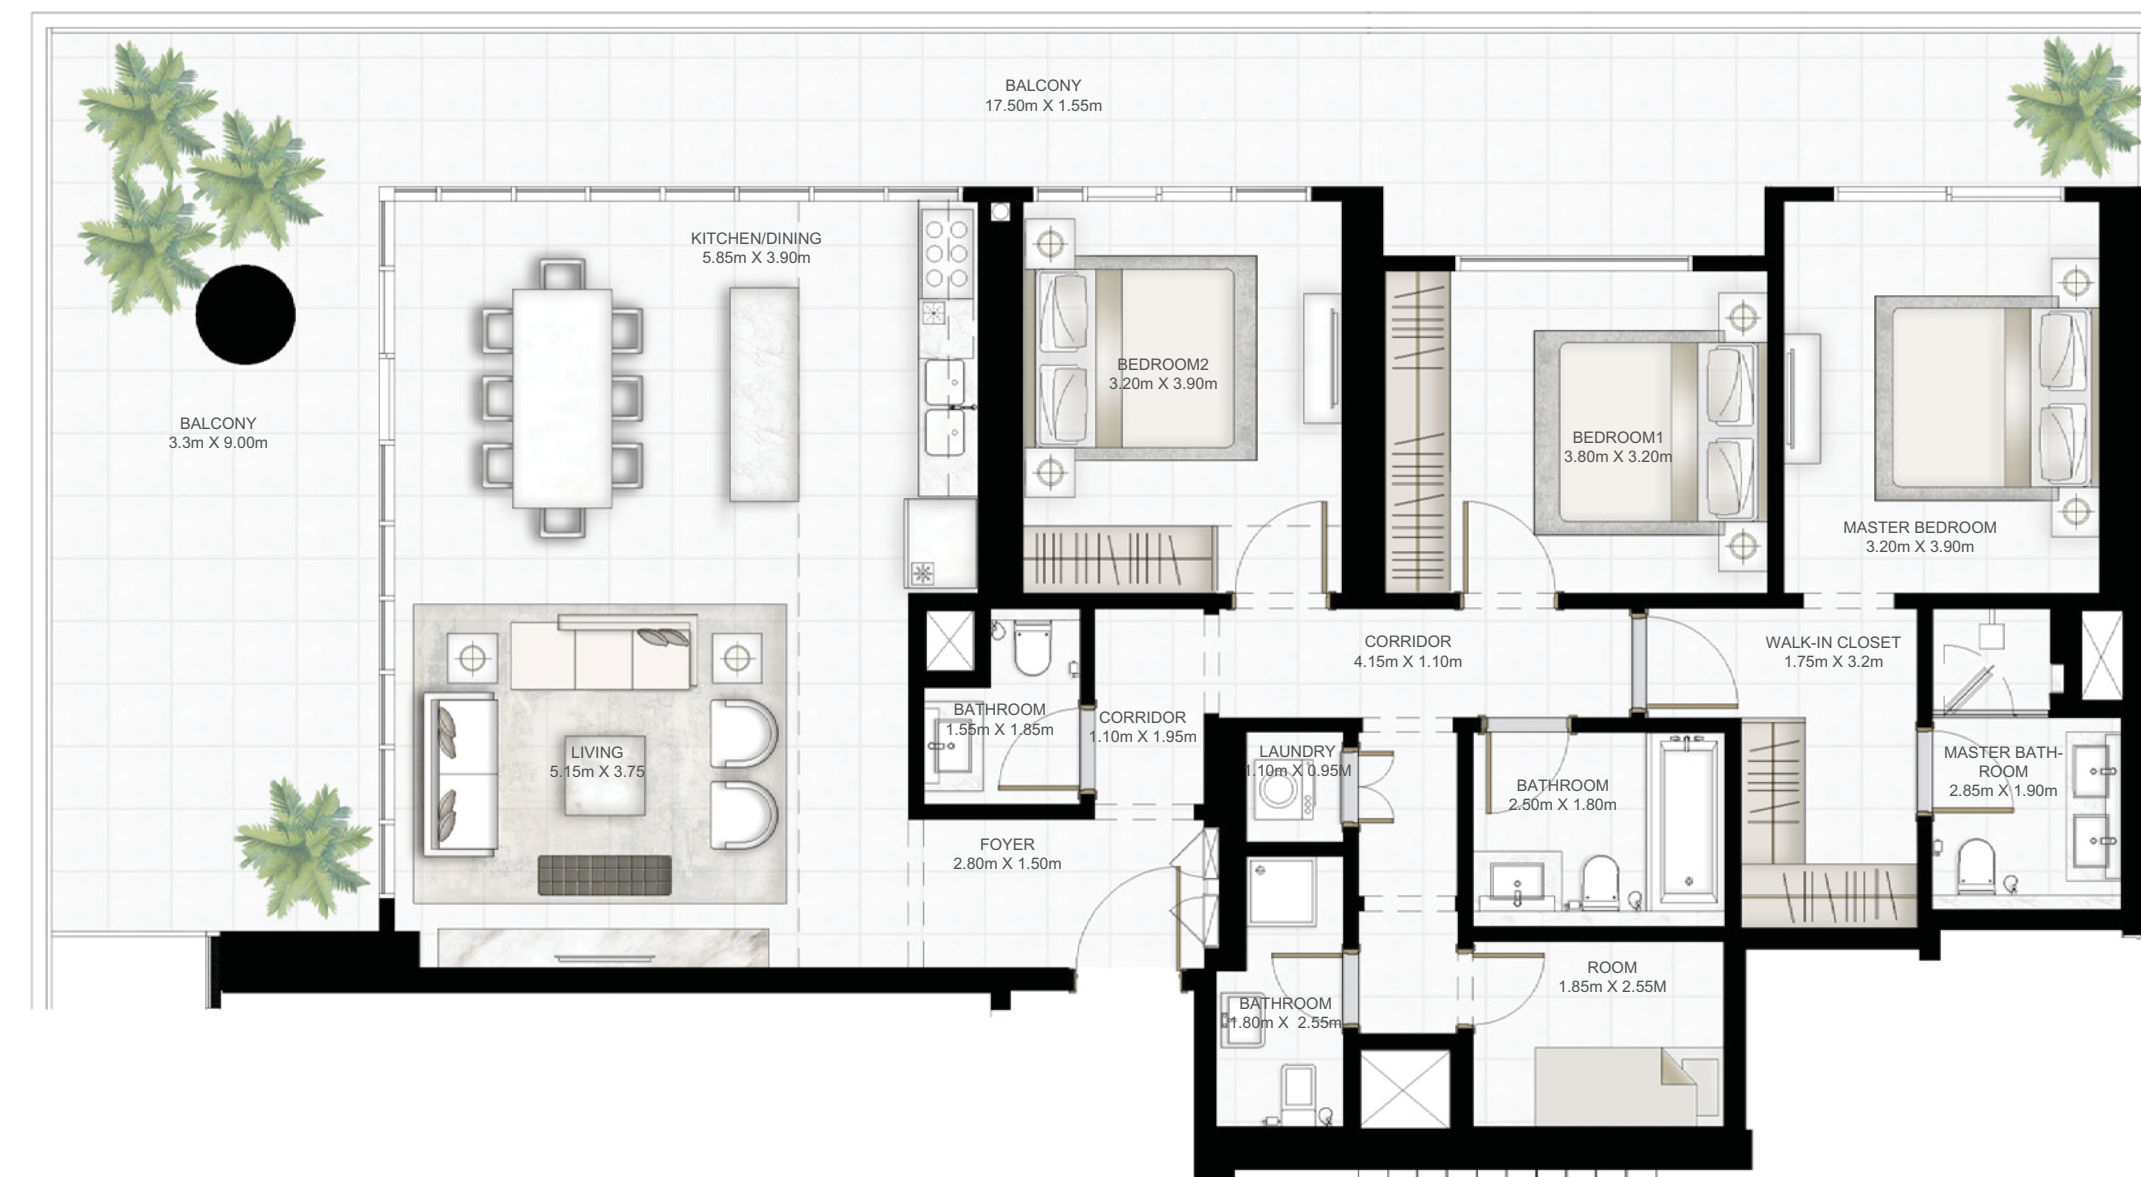 BALCONY
17.50m X 1.55m
KITCHEN/DINING
5.85m X 3.90m
BEDROOM2
3.20m X 3.90m
BALCONY
3.3m X 9.00m
BEDROOM1
3.80m X 3.20m
MASTER BEDROOM
3.20m X 3.90m
CORRIDOR
4.15m X 1.10m
WALK-IN CLOSET
1.75m X 3.2m
BATHROOM
1.55m X 1.85m
CORRIDOR
1.10m X 1.95m
LIVING
5.15m X 3.75
LAUNDRY
1.10m X 0.95M
BATHROOM
2.50m X 1.80m
MASTER BATH-
ROOM
2.85m X 1.90m
FOYER
2.80m X 1.50m
ROOM
1.85m X 2.55M
BATHROOM
1.80m X 2.55m